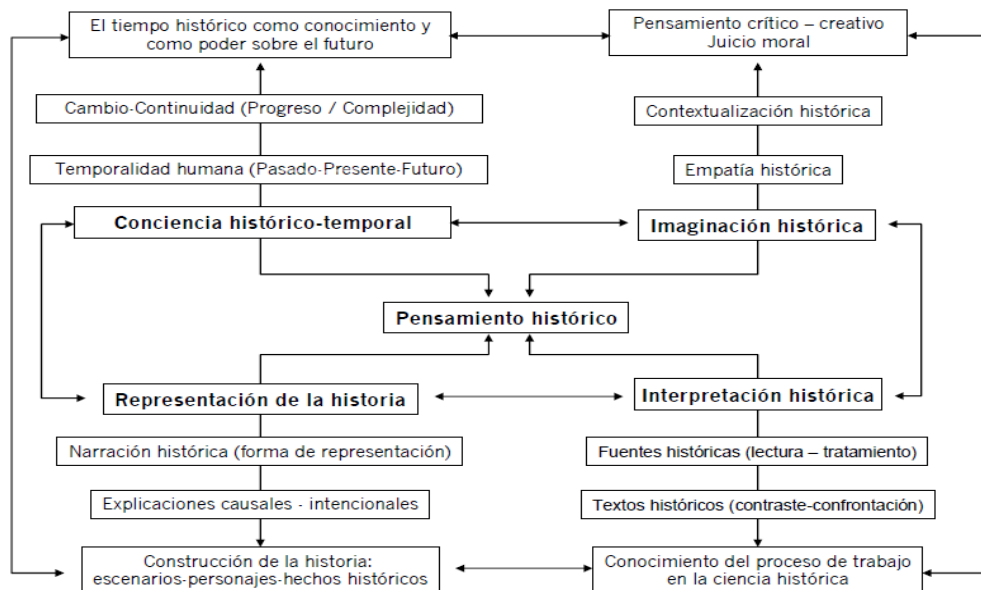 El tiempo histórico como conocimiento y
como poder sobre el futuro
Pensamiento crítico – creativo
Juicio moral
Cambio-Continuidad (Progreso / Complejidad)
Contextualización histórica
Temporalidad humana (Pasado-Presente-Futuro)
Empatía histórica
Conciencia histórico-temporal
Imaginación histórica
Pensamiento histórico
Representación de la historia
Interpretación histórica
Narración histórica (forma de representación)
Fuentes históricas (lectura – tratamiento)
Explicaciones causales - intencionales
Textos históricos (contraste-confrontación)
Construcción de la historia:
escenarios-personajes-hechos históricos
Conocimiento del proceso de trabajo
en la ciencia histórica